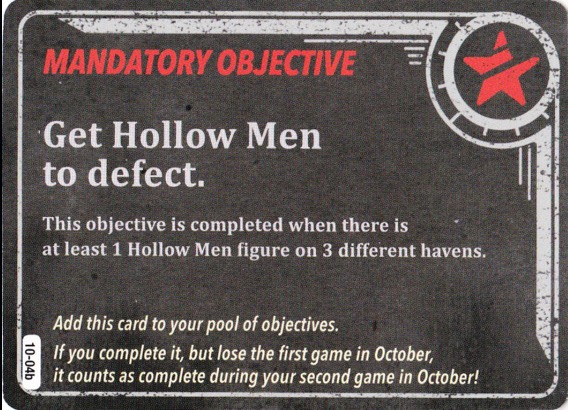 MANDATORY OBJECTIVE
Get Hollow Men
to defect.
This objective is completed when there is
at least 1 Hollow Men figure on 3 different havens.
Add this card to your pool of objectives.
If you complete it, but lose the first game in October,
it counts as complete during your second game in October!
10-04b